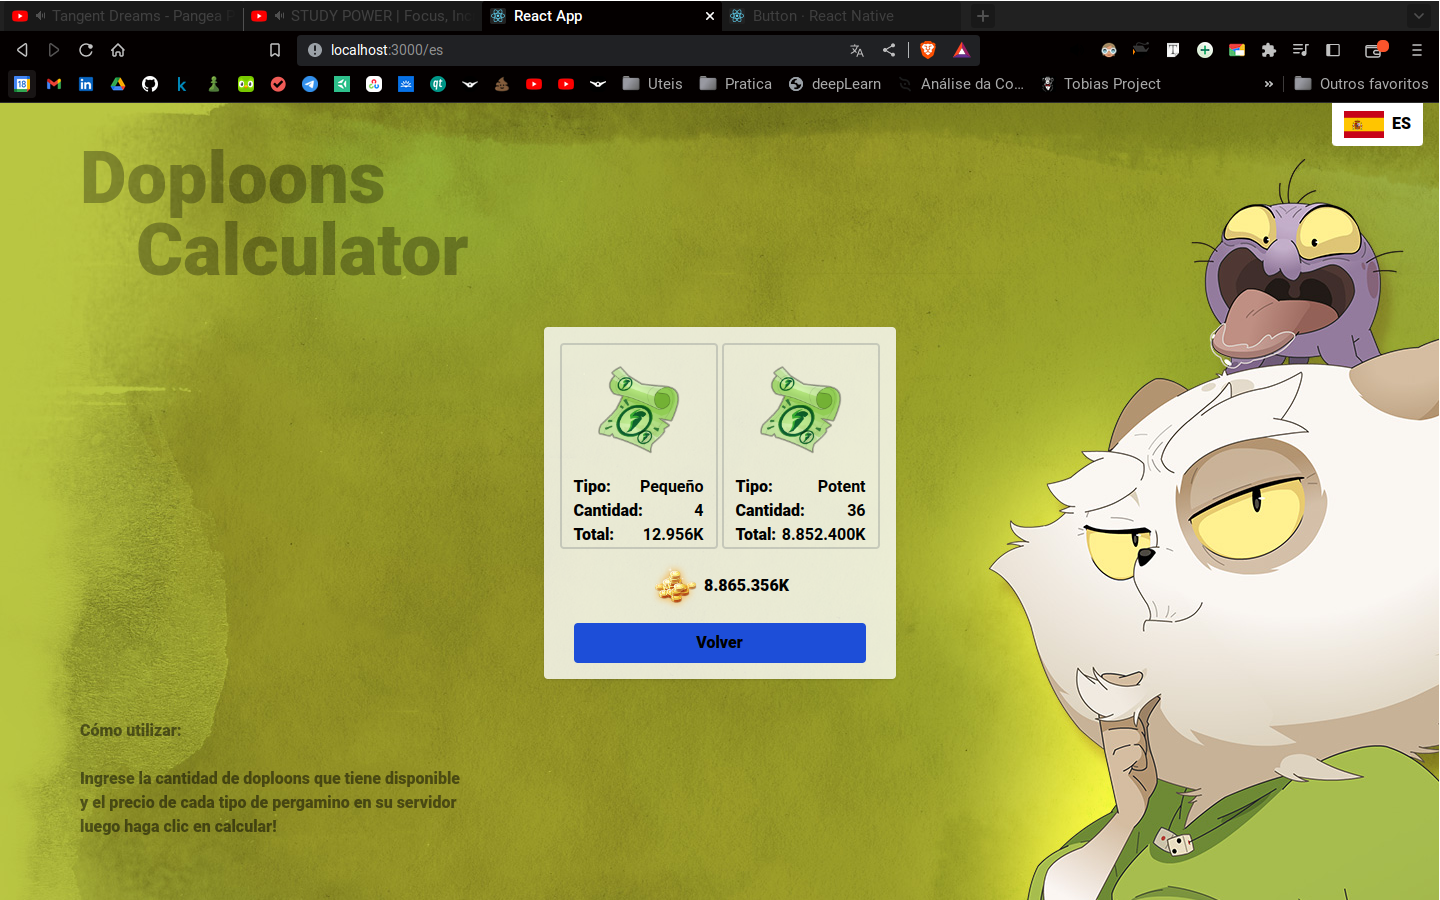 Tangent Dreams - Pangea
STUDY POWER | Focus, Inc
React App
Button · React Native
localhost:3000/es
Uteis
Pratica
deepLearn
Análise da Co...
Tobias Project
»
Outros favoritos
ES
Doploons
Calculator
Tipo: Pequeño
Cantidad: 4
Total: 12.956K
Tipo: Potent
Cantidad: 36
Total: 8.852.400K
8.865.356K
Volver
Cómo utilizar:
Ingrese la cantidad de doploons que tiene disponible
y el precio de cada tipo de pergamino en su servidor
luego haga clic en calcular!